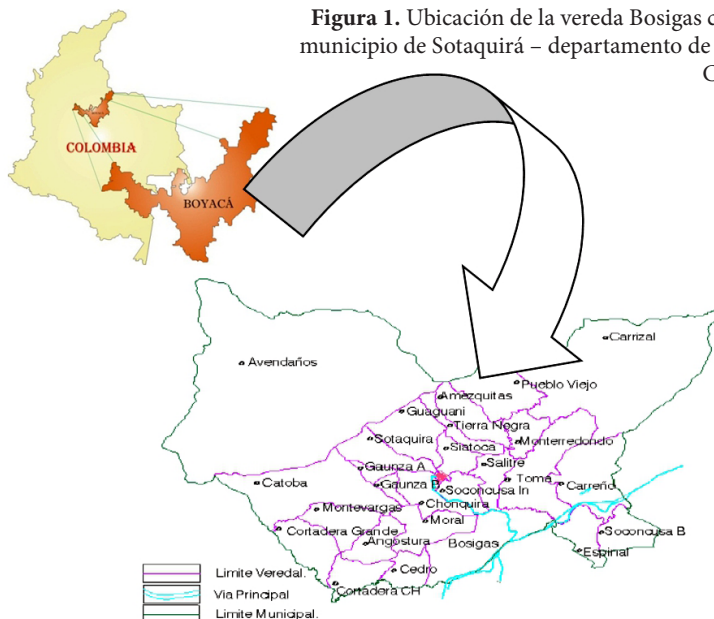 Figura 1. Ubicación de la vereda Bosigas
municipio de Sotaquirá – departamento de
COLOMBIA
BOYACÁ
Carrizal
Avendaños
Pueblo Viejo
Amezquitas
Guaguani
Tierra Negra
Sotaquira
Monterredondo
Siatoca
Gaunza A
Salitre
Catoba
Gaunza B
Toma
Carreño
Soconcusa In
Montevargas
Chonquira
Moral
Cortadera Grande
Soconcusa B
Angostura
Bosigas
Espinal
Cedro
Limite Veredal.
Cortadera CH
Via Principal
Limite Municipal.